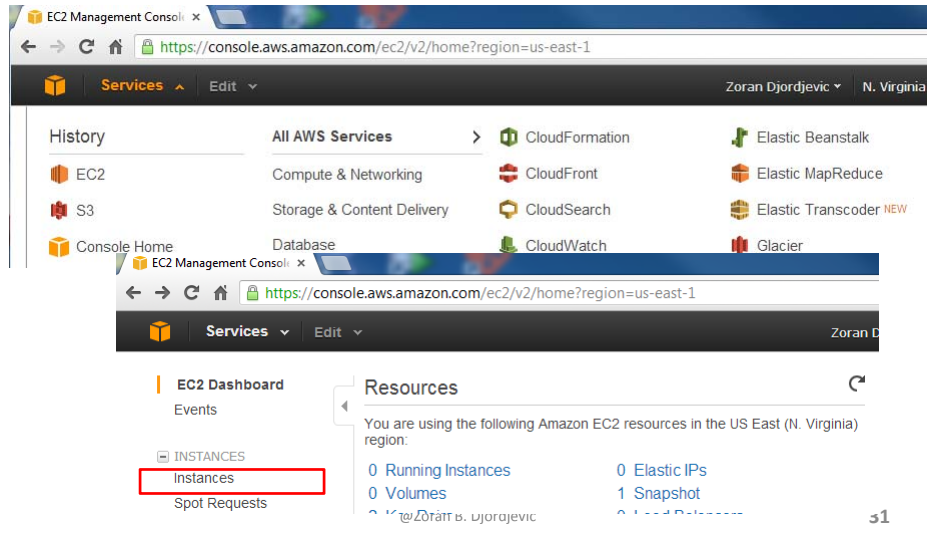 EC2 Management Consol ×
https://console.aws.amazon.com/ec2/v2/home?region=us-east-1
Services Edit Zoran Djordjevic N. Virginia
History All AWS Services > CloudFormation Elastic Beanstalk
EC2 Compute & Networking CloudFront Elastic MapReduce
S3 Storage & Content Delivery CloudSearch Elastic Transcoder NEW
Console Home Database CloudWatch Glacier
EC2 Management Consol ×
https://console.aws.amazon.com/ec2/v2/home?region=us-east-1
Services Edit Zoran D
EC2 Dashboard Resources
Events
You are using the following Amazon EC2 resources in the US East (N. Virginia)
region:
INSTANCES
Instances 0 Running Instances 0 Elastic IPs
Spot Requests 0 Volumes 1 Snapshot
@Zoran B. Djordjevic 31